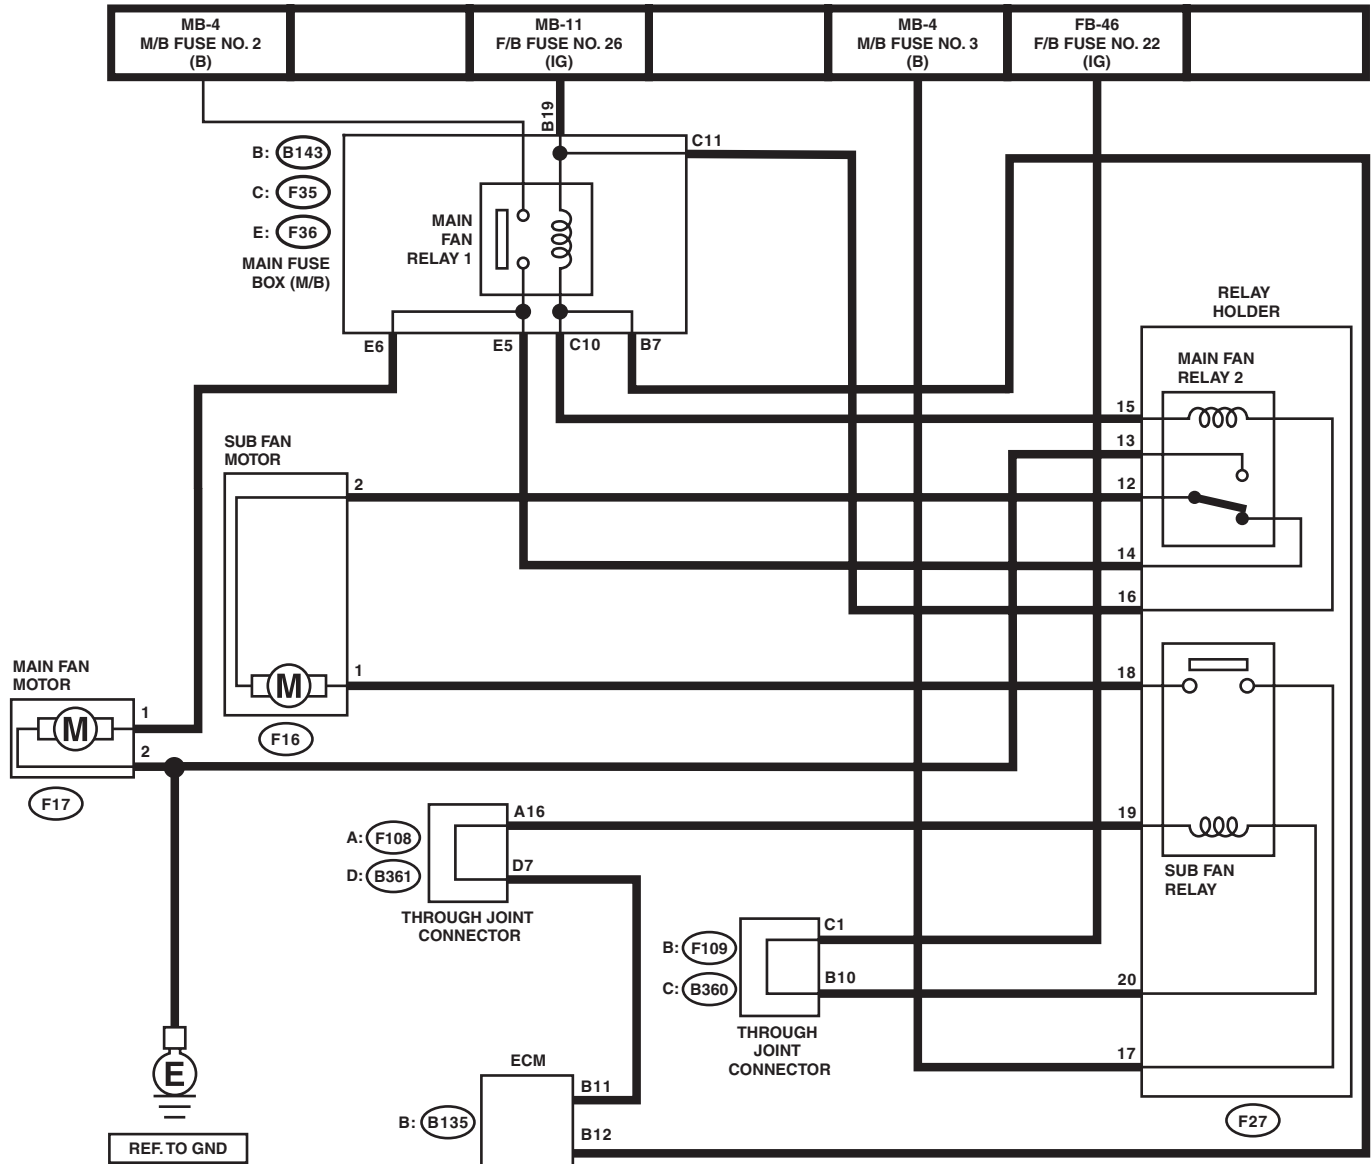 MB-4
M/B FUSE NO. 2
(B)
MB-11
F/B FUSE NO. 26
(IG)
MB-4
M/B FUSE NO. 3
(B)
FB-46
F/B FUSE NO. 22
(IG)
B19
C11
B: B143
C: F35
E: F36
MAIN FUSE
BOX (M/B)
MAIN
FAN
RELAY 1
E6
E5
C10
B7
RELAY
HOLDER
MAIN FAN
RELAY 2
15
13
12
14
16
SUB FAN
MOTOR
2
M
1
F16
18
MAIN FAN
MOTOR
M
1
2
F17
A16
A: F108
D7
D: B361
THROUGH JOINT
CONNECTOR
19
SUB FAN
RELAY
C1
B: F109
B10
C: B360
THROUGH
JOINT
CONNECTOR
20
17
F27
E
REF. TO GND
ECM
B11
B: B135
B12